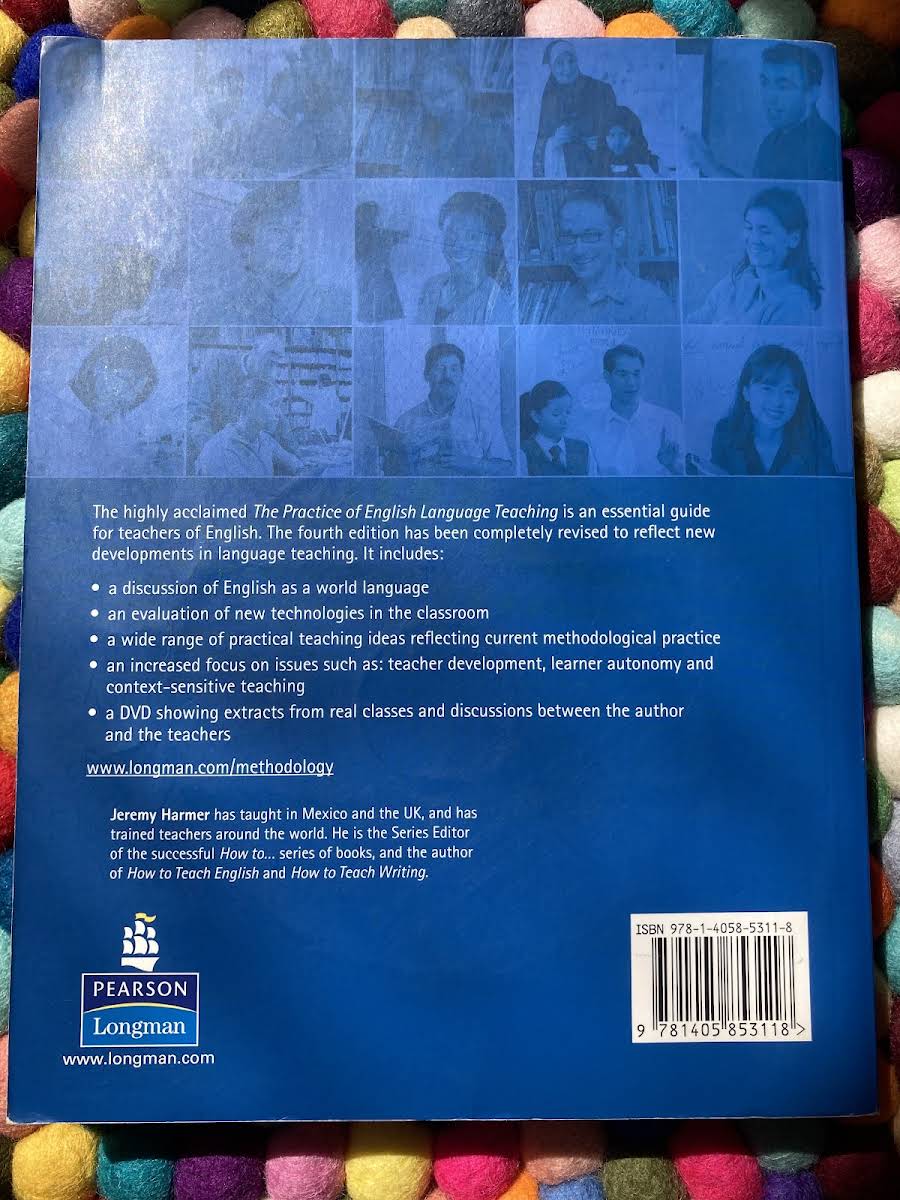 The highly acclaimed The Practice of English Language Teaching is an essential guide
for teachers of English. The fourth edition has been completely revised to reflect new
developments in language teaching. It includes:
• a discussion of English as a world language
• an evaluation of new technologies in the classroom
• a wide range of practical teaching ideas reflecting current methodological practice
• an increased focus on issues such as: teacher development, learner autonomy and
context-sensitive teaching
• a DVD showing extracts from real classes and discussions between the author
and the teachers
www.longman.com/methodology
Jeremy Harmer has taught in Mexico and the UK, and has
trained teachers around the world. He is the Series Editor
of the successful How to... series of books, and the author
of How to Teach English and How to Teach Writing.
PEARSON
Longman
www.longman.com
ISBN 978-1-4058-5311-8
9 781405 853118 >